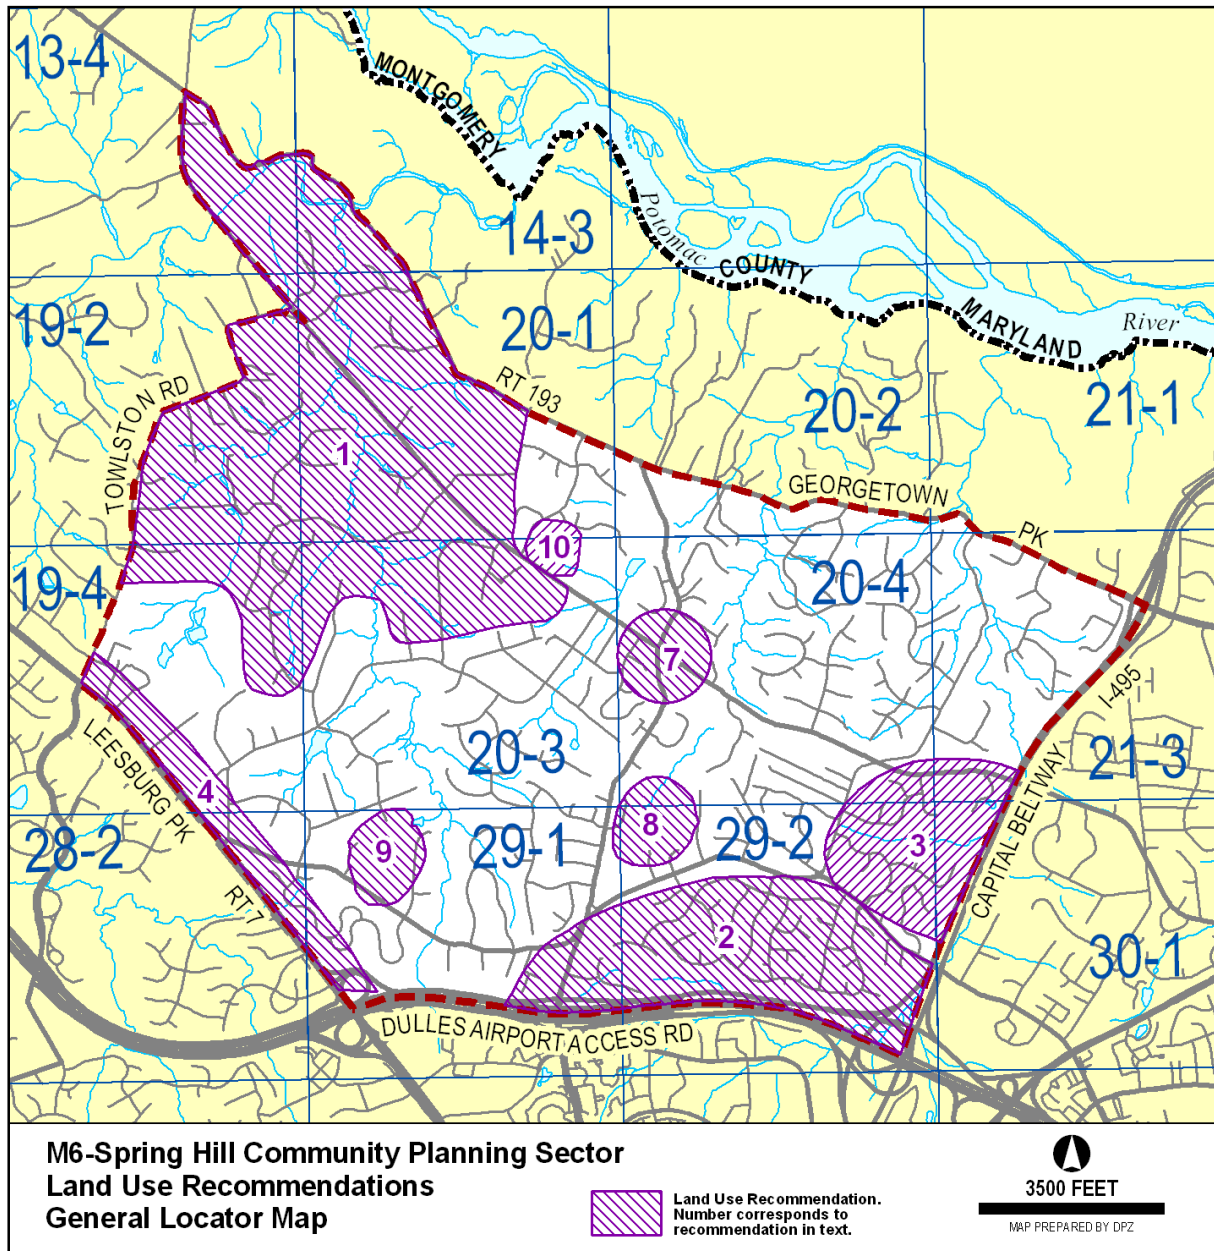 13-4
MONTGOMERY
14-3
Potomac
COUNTY
MARYLAND
River
19-2
20-1
RT 193
20-2
21-1
TOWLSTON RD
1
GEORGETOWN
PK
10
19-4
20-4
7
I-495
LEESBURG PK
4
20-3
21-3
CAPITAL BELTWAY
28-2
9
29-1
8
29-2
3
RT 7
2
30-1
DULLES AIRPORT ACCESS RD
M6-Spring Hill Community Planning Sector
Land Use Recommendations
General Locator Map
Land Use Recommendation.
Number corresponds to
recommendation in text.
3500 FEET
MAP PREPARED BY DPZ